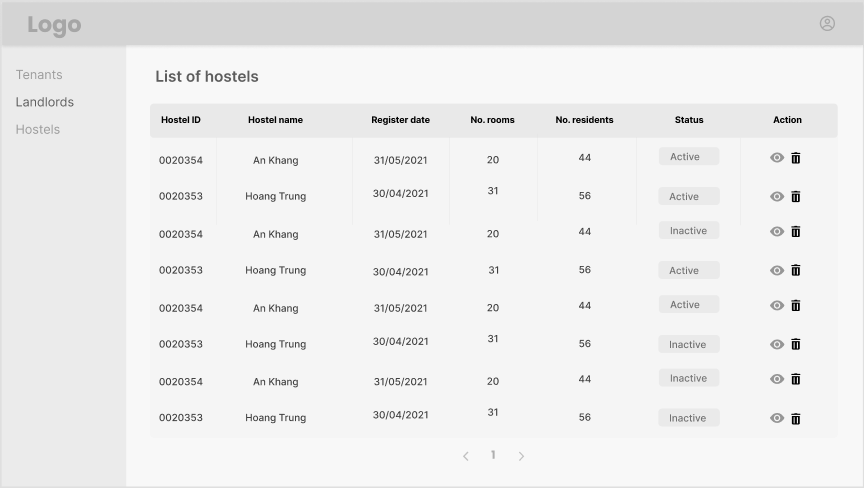 Logo
Tenants
Landlords
Hostels
List of hostels
Hostel ID Hostel name Register date No. rooms No. residents Status Action
0020354 An Khang 31/05/2021 20 44 Active
0020353 Hoang Trung 30/04/2021 31 56 Active
0020354 An Khang 31/05/2021 20 44 Inactive
0020353 Hoang Trung 30/04/2021 31 56 Active
0020354 An Khang 31/05/2021 20 44 Active
0020353 Hoang Trung 30/04/2021 31 56 Inactive
0020354 An Khang 31/05/2021 20 44 Inactive
0020353 Hoang Trung 30/04/2021 31 56 Inactive
1